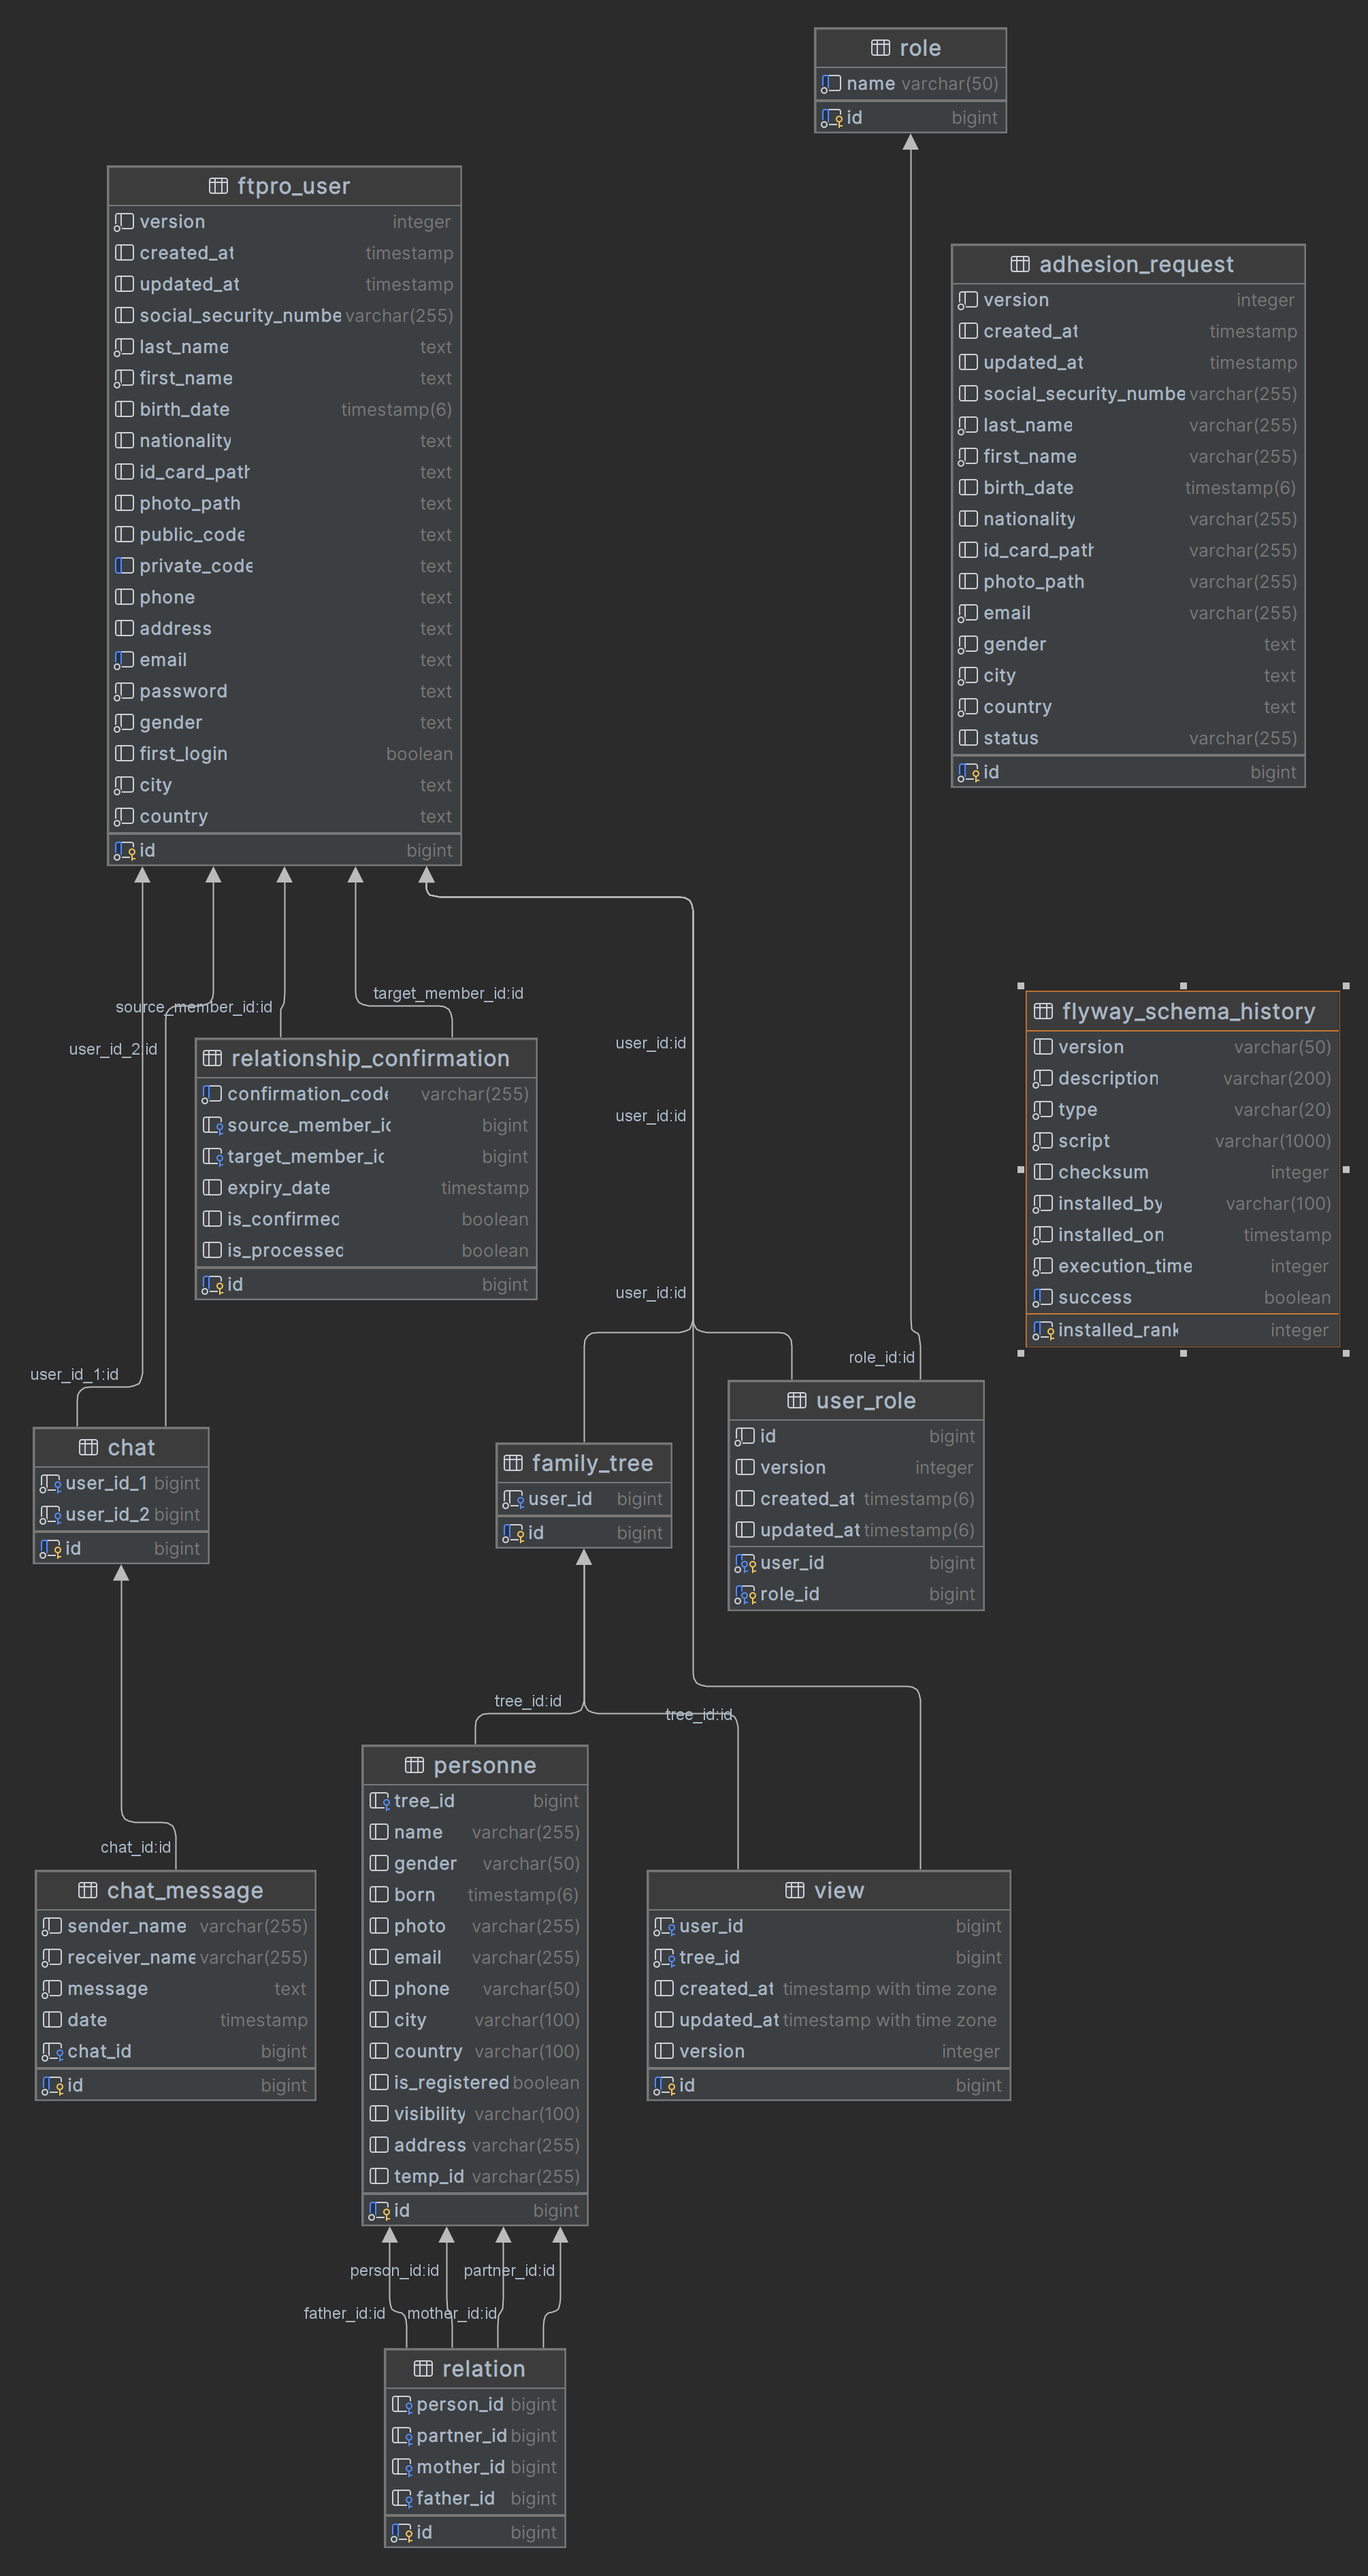 role
name varchar(50)
id bigint
ftpro_user
version integer
created_at timestamp
updated_at timestamp
social_security_numbe varchar(255)
last_name text
first_name text
birth_date timestamp(6)
nationality text
id_card_path text
photo_path text
public_code text
private_code text
phone text
address text
email text
password text
gender text
first_login boolean
city text
country text
id bigint
adhesion_request
version integer
created_at timestamp
updated_at timestamp
social_security_numbe varchar(255)
last_name varchar(255)
first_name varchar(255)
birth_date timestamp(6)
nationality varchar(255)
id_card_path varchar(255)
photo_path varchar(255)
email varchar(255)
gender text
city text
country text
status varchar(255)
id bigint
source_member_id:id
target_member_id:id
user_id_2:id
user_id:id
user_id:id
user_id:id
relationship_confirmation
confirmation_code varchar(255)
source_member_id bigint
target_member_id bigint
expiry_date timestamp
is_confirmed boolean
is_processed boolean
id bigint
flyway_schema_history
version varchar(50)
description varchar(200)
type varchar(20)
script varchar(1000)
checksum integer
installed_by varchar(100)
installed_on timestamp
execution_time integer
success boolean
installed_rank integer
user_id_1:id
role_id:id
chat
user_id_1 bigint
user_id_2 bigint
id bigint
family_tree
user_id bigint
id bigint
user_role
id bigint
version integer
created_at timestamp(6)
updated_at timestamp(6)
user_id bigint
role_id bigint
tree_id:id
tree_id:id
chat_id:id
chat_message
sender_name varchar(255)
receiver_name varchar(255)
message text
date timestamp
chat_id bigint
id bigint
personne
tree_id bigint
name varchar(255)
gender varchar(50)
born timestamp(6)
photo varchar(255)
email varchar(255)
phone varchar(50)
city varchar(100)
country varchar(100)
is_registered boolean
visibility varchar(100)
address varchar(255)
temp_id varchar(255)
id bigint
view
user_id bigint
tree_id bigint
created_at timestamp with time zone
updated_at timestamp with time zone
version integer
id bigint
person_id:id
partner_id:id
father_id:id
mother_id:id
relation
person_id bigint
partner_id bigint
mother_id bigint
father_id bigint
id bigint